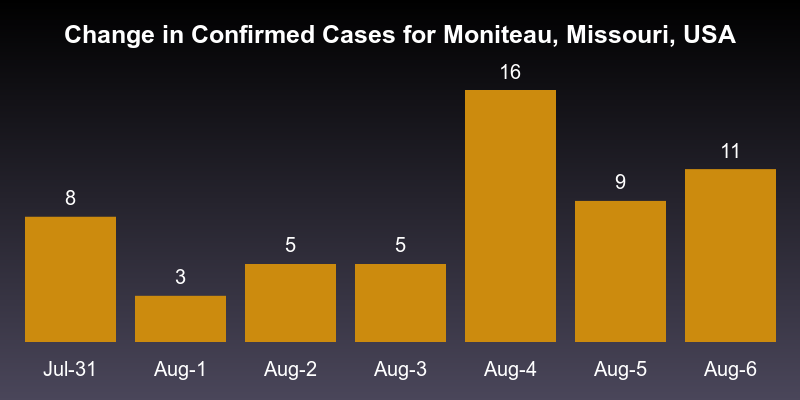 Change in Confirmed Cases for Moniteau, Missouri, USA
16
11
9
8
5
5
3
Jul-31
Aug-1
Aug-2
Aug-3
Aug-4
Aug-5
Aug-6